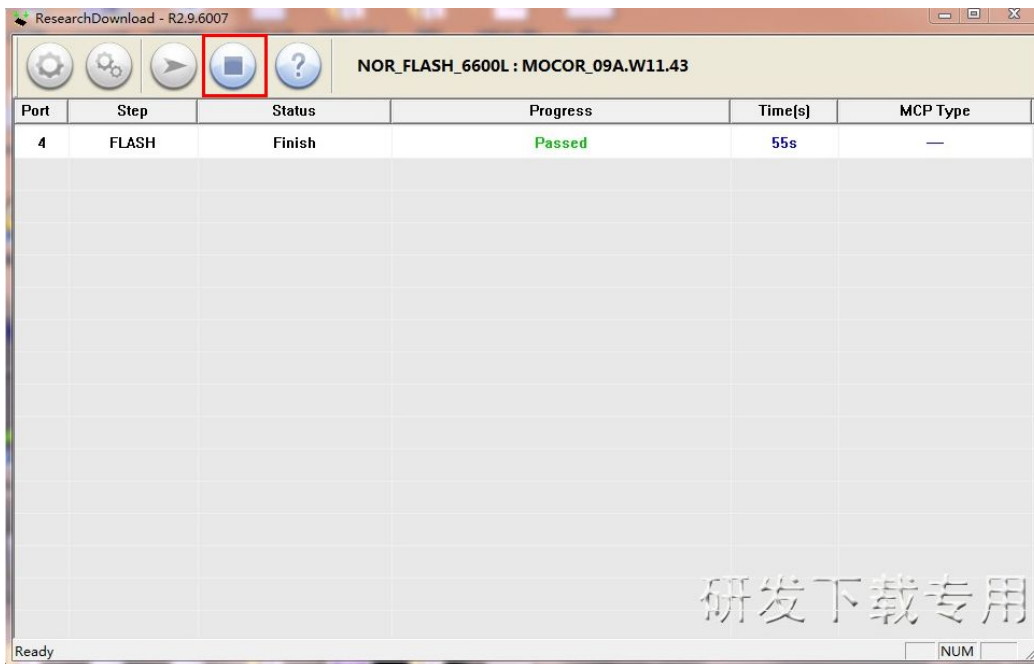 ResearchDownload - R2.9.6007
? NOR_FLASH_6600L : MOCOR_09A.W11.43
Port Step Status Progress Time(s) MCP Type
4 FLASH Finish Passed 55s —
研发下载专用
Ready NUM